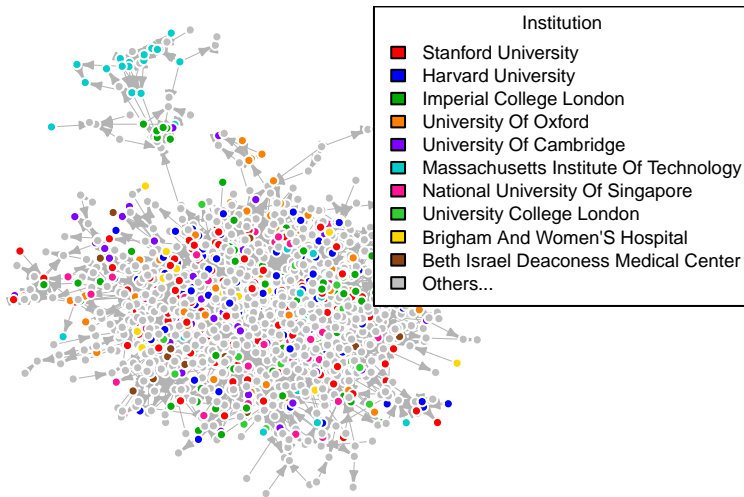 Institution
Stanford University
Harvard University
Imperial College London
University Of Oxford
University Of Cambridge
Massachusetts Institute Of Technology
National University Of Singapore
University College London
Brigham And Women'S Hospital
Beth Israel Deaconess Medical Center
Others...